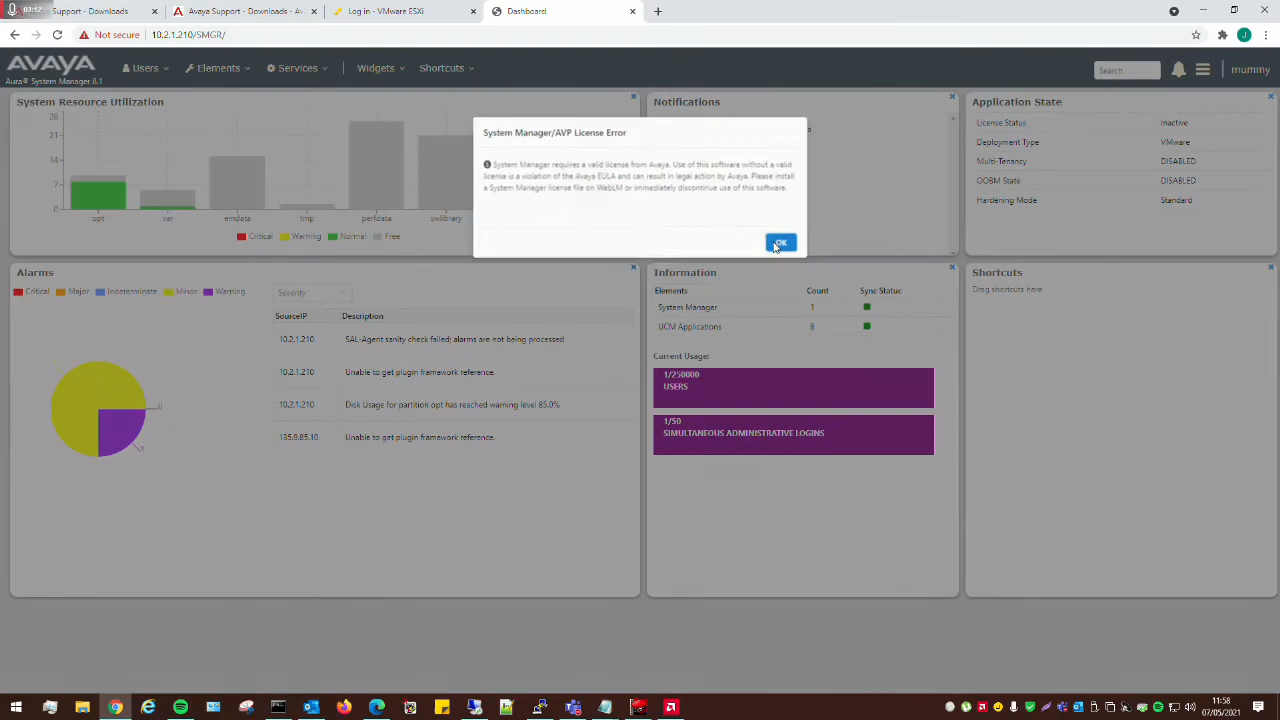 03:12
Support - Downloads
Avaya Support - Downloads - Av
Log in - VMware ESXi
Dashboard
Not secure
10.2.1.210/SMGR/
J
AVAYA
Aura® System Manager 8.1
Users
Elements
Services
Widgets
Shortcuts
Search
mummy
System Resource Utilization
28
21
14
7
0
opt
var
emdata
tmp
perfdata
swlibrary
Critical
Warning
Normal
Free
Notifications
Application State
License Status Inactive
Deployment Type VMware
Multi-Tenancy DISABLED
OOBM State DISABLED
Hardening Mode Standard
System Manager/AVP License Error
System Manager requires a valid license from Avaya. Use of this software without a valid
license is a violation of the Avaya EULA and can result in legal action by Avaya. Please install
a System Manager license file on WebLM or immediately discontinue use of this software.
OK
Alarms
Critical
Major
Indeterminate
Minor
Warning
Severity
SourceIP Description
10.2.1.210 SAL-Agent sanity check failed; alarms are not being processed
10.2.1.210 Unable to get plugin framework reference.
10.2.1.210 Disk Usage for partition opt has reached warning level 85.0%
135.9.85.10 Unable to get plugin framework reference.
0
1
Information
Elements Count Sync Status
System Manager 1
UCM Applications 8
Current Usage:
1/250000
USERS
1/50
SIMULTANEOUS ADMINISTRATIVE LOGINS
Shortcuts
Drag shortcuts here
11:58
07/05/2021